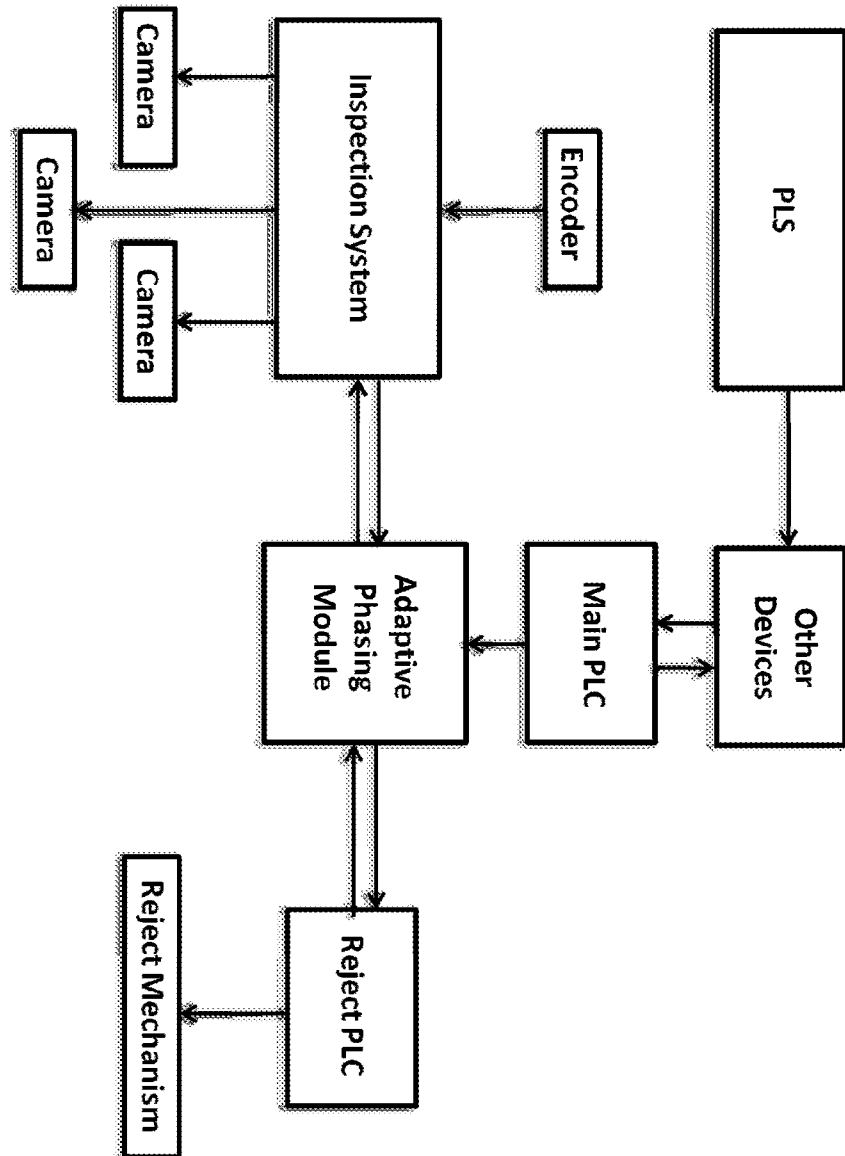 PLS
Other
Devices
Encoder
Main PLC
Inspection System
Adaptive
Phasing
Module
Reject PLC
Camera
Camera
Camera
Reject Mechanism